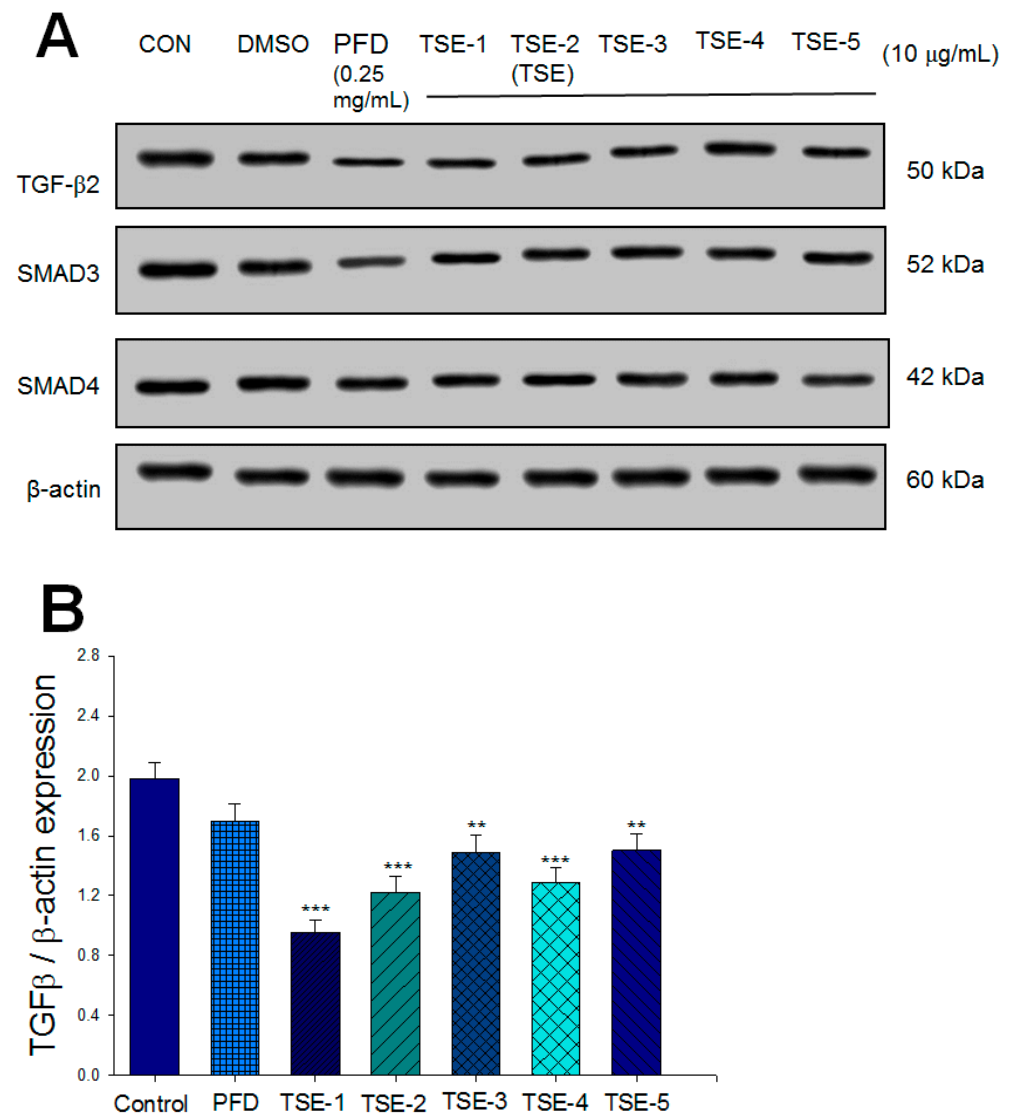 A
CON DMSO PFD TSE-1 TSE-2 TSE-3 TSE-4 TSE-5 (10 μg/mL)
(0.25 (TSE)
mg/mL)
TGF-β2 50 kDa
SMAD3 52 kDa
SMAD4 42 kDa
β-actin 60 kDa
B
TGFβ / β-actin expression
2.8
2.4
2.0
1.6
1.2
0.8
0.4
0.0
*** *** ** *** **
Control PFD TSE-1 TSE-2 TSE-3 TSE-4 TSE-5